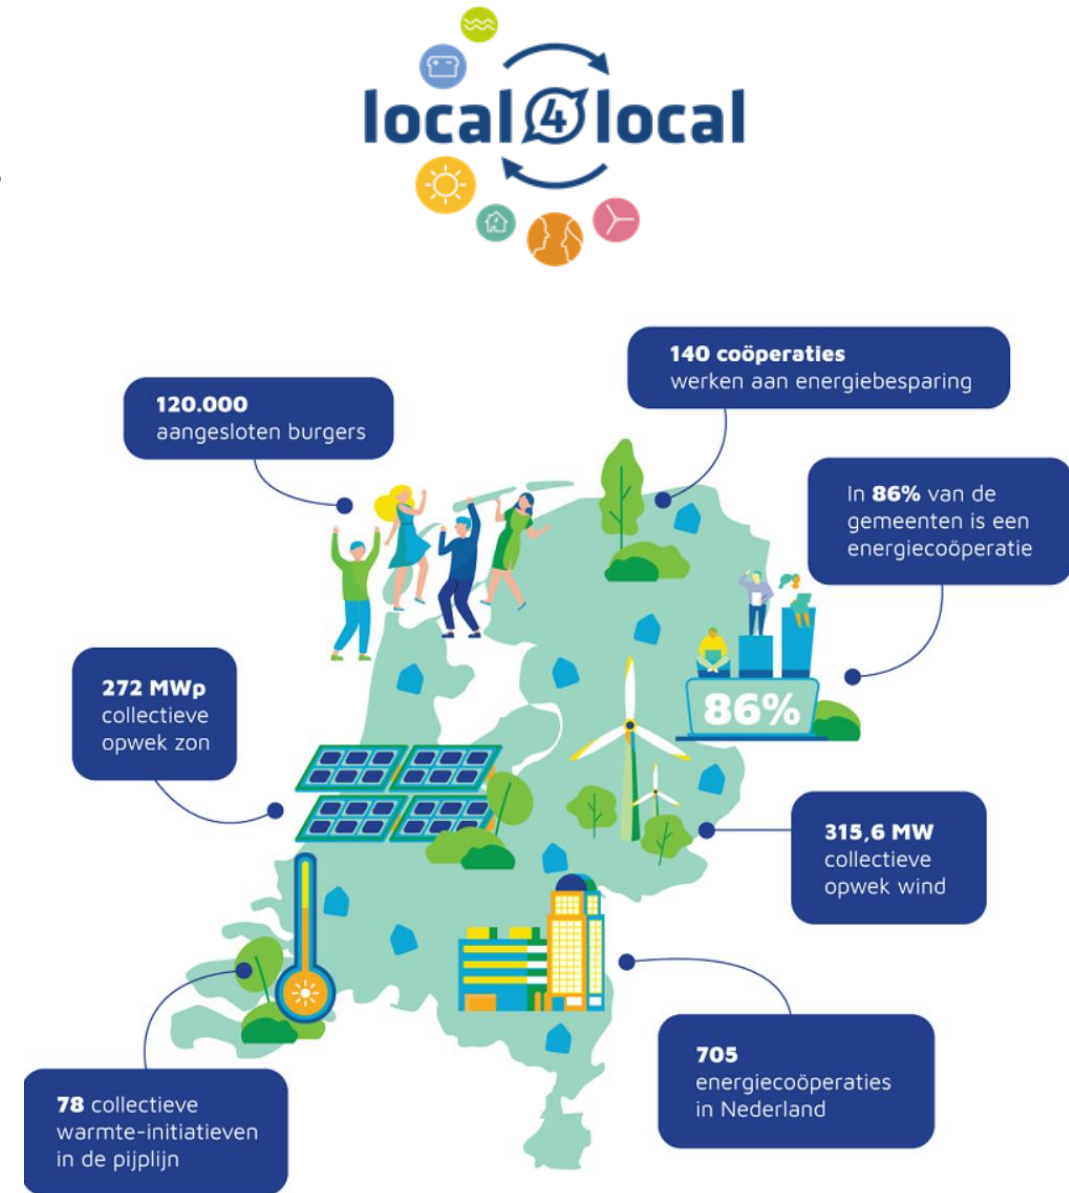 local4local
140 coöperaties
werken aan energiebesparing
120.000
aangesloten burgers
In 86% van de
gemeenten is een
energiecoöperatie
272 MWp
collectieve
opwek zon
86%
315,6 MW
collectieve
opwek wind
705
energiecoöperaties
in Nederland
78 collectieve
warmte-initiatieven
in de pijplijn